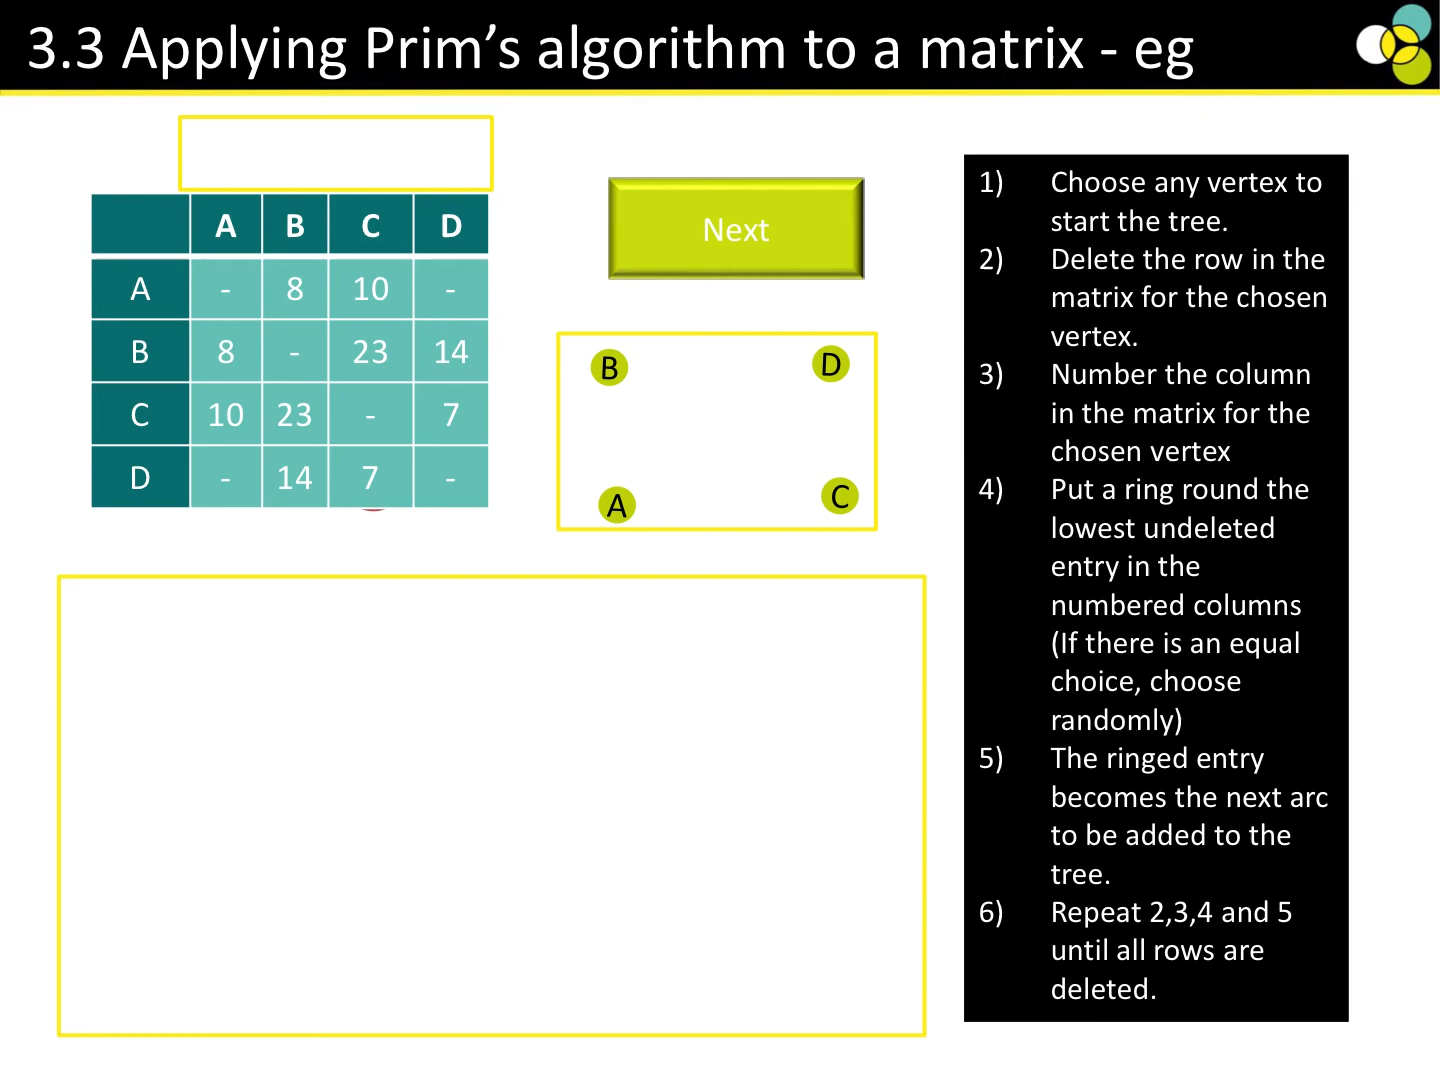 3.3 Applying Prim’s algorithm to a matrix - eg
A B C D
A - 8 10 -
B 8 - 23 14
C 10 23 - 7
D - 14 7 -
Next
B D
A C
1) Choose any vertex to
start the tree.
2) Delete the row in the
matrix for the chosen
vertex.
3) Number the column
in the matrix for the
chosen vertex
4) Put a ring round the
lowest undeleted
entry in the
numbered columns
(If there is an equal
choice, choose
randomly)
5) The ringed entry
becomes the next arc
to be added to the
tree.
6) Repeat 2,3,4 and 5
until all rows are
deleted.